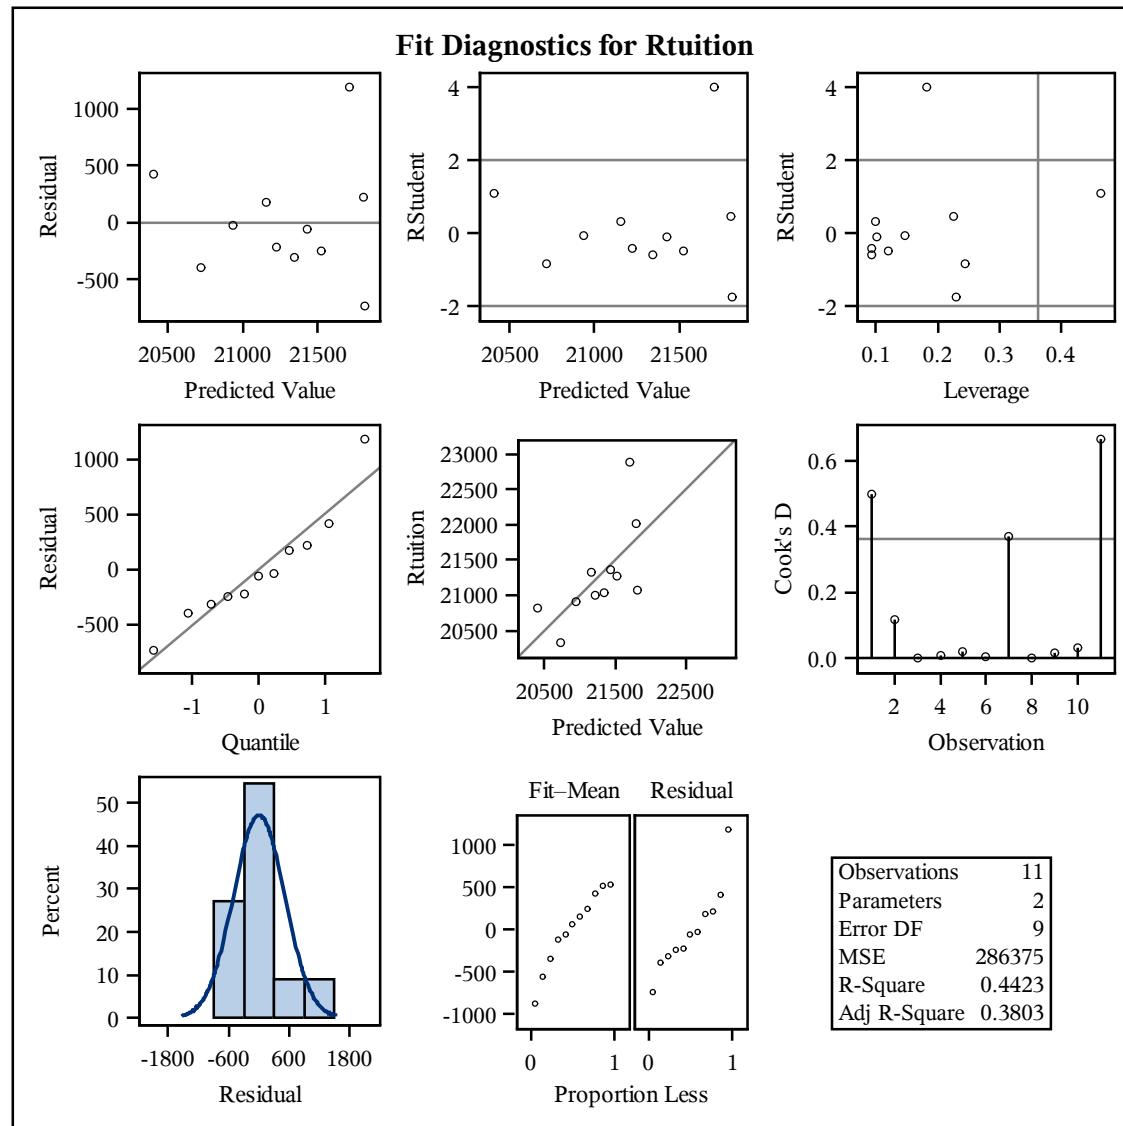 Fit Diagnostics for Rtuition
1000
500
0
-500
Residual
20500 21000 21500
Predicted Value
4
2
0
-2
RStudent
20500 21000 21500
Predicted Value
4
2
0
-2
RStudent
0.1 0.2 0.3 0.4
Leverage
1000
500
0
-500
Residual
-1 0 1
Quantile
23000
22500
22000
21500
21000
20500
Rtuition
20500 21500 22500
Predicted Value
0.6
0.4
0.2
0.0
Cook's D
2 4 6 8 10
Observation
50
40
30
20
10
0
Percent
-1800 -600 600 1800
Residual
Fit–Mean Residual
1000
500
0
-500
-1000
0 1 0 1
Proportion Less
Observations 11
Parameters 2
Error DF 9
MSE 286375
R-Square 0.4423
Adj R-Square 0.3803